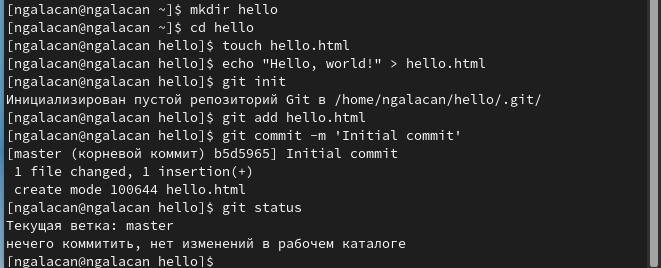 [ngalacan@ngalacan ~]$ mkdir hello
[ngalacan@ngalacan ~]$ cd hello
[ngalacan@ngalacan hello]$ touch hello.html
[ngalacan@ngalacan hello]$ echo "Hello, world!" > hello.html
[ngalacan@ngalacan hello]$ git init
Инициализирован пустой репозиторий Git в /home/ngalacan/hello/.git/
[ngalacan@ngalacan hello]$ git add hello.html
[ngalacan@ngalacan hello]$ git commit -m 'Initial commit'
[master (корневой коммит) b5d5965] Initial commit
 1 file changed, 1 insertion(+)
 create mode 100644 hello.html
[ngalacan@ngalacan hello]$ git status
Текущая ветка: master
нечего коммитить, нет изменений в рабочем каталоге
[ngalacan@ngalacan hello]$